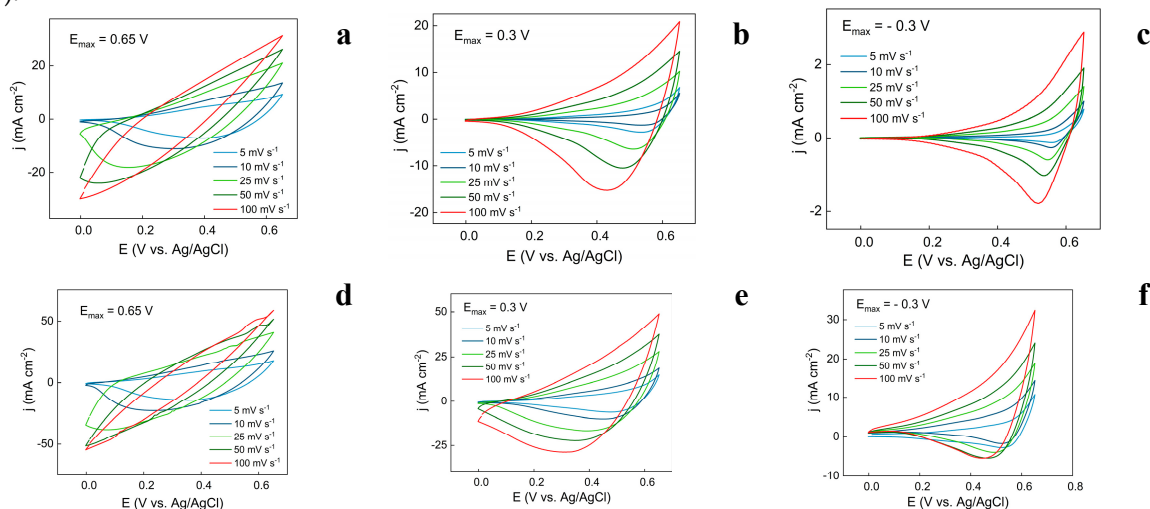 ).
E_max = 0.65 V
a
20
0
-20
j (mA cm⁻²)
5 mV s⁻¹
10 mV s⁻¹
25 mV s⁻¹
50 mV s⁻¹
100 mV s⁻¹
0.0 0.2 0.4 0.6
E (V vs. Ag/AgCl)
E_max = 0.3 V
b
20
10
0
-10
-20
j (mA cm⁻²)
5 mV s⁻¹
10 mV s⁻¹
25 mV s⁻¹
50 mV s⁻¹
100 mV s⁻¹
0.0 0.2 0.4 0.6
E (V vs. Ag/AgCl)
E_max = - 0.3 V
c
2
0
-2
j (mA cm⁻²)
5 mV s⁻¹
10 mV s⁻¹
25 mV s⁻¹
50 mV s⁻¹
100 mV s⁻¹
0.0 0.2 0.4 0.6
E (V vs. Ag/AgCl)
E_max = 0.65 V
d
50
0
-50
j (mA cm⁻²)
5 mV s⁻¹
10 mV s⁻¹
25 mV s⁻¹
50 mV s⁻¹
100 mV s⁻¹
0.0 0.2 0.4 0.6
E (V vs. Ag/AgCl)
E_max = 0.3 V
e
50
25
0
-25
j (mA cm⁻²)
5 mV s⁻¹
10 mV s⁻¹
25 mV s⁻¹
50 mV s⁻¹
100 mV s⁻¹
0.0 0.2 0.4 0.6
E (V vs. Ag/AgCl)
E_max = - 0.3 V
f
30
20
10
0
-10
j (mA cm⁻²)
5 mV s⁻¹
10 mV s⁻¹
25 mV s⁻¹
50 mV s⁻¹
100 mV s⁻¹
0.0 0.2 0.4 0.6 0.8
E (V vs. Ag/AgCl)